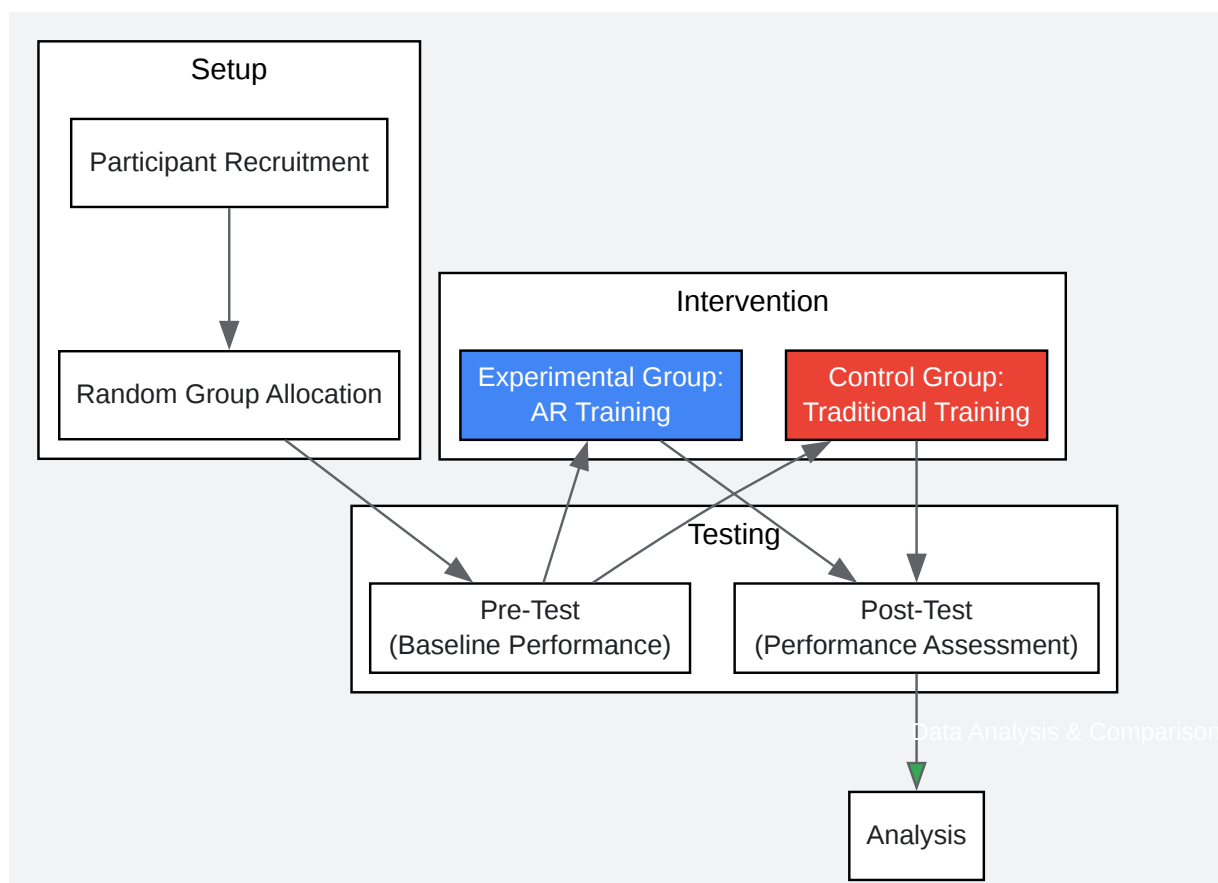 Setup
Participant Recruitment
Random Group Allocation
Intervention
Experimental Group:
AR Training
Control Group:
Traditional Training
Testing
Pre-Test
(Baseline Performance)
Post-Test
(Performance Assessment)
Data Analysis & Comparison
Analysis